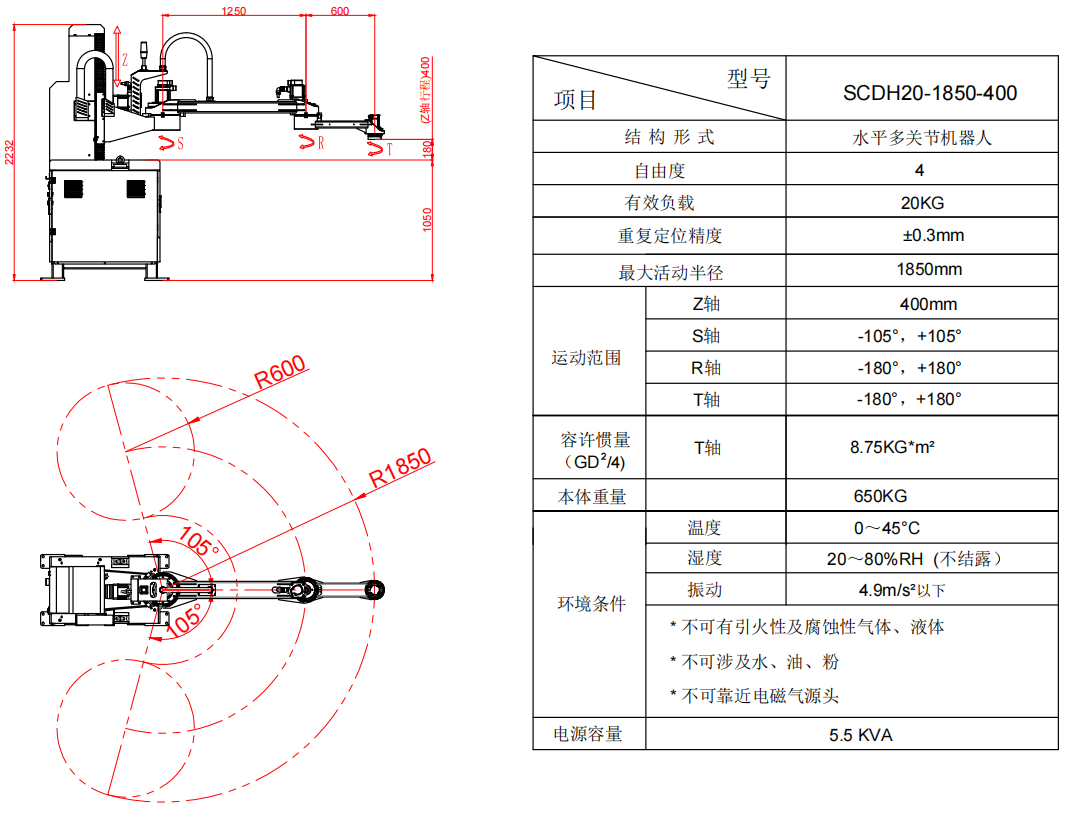 1250
600
Z
2232
(Z轴行程)400
180
S
R
T
1050
R600
R1850
105°
105°
项目 型号 SCDH20-1850-400
结构形式 水平多关节机器人
自由度 4
有效负载 20KG
重复定位精度 ±0.3mm
最大活动半径 1850mm
运动范围
Z轴 400mm
S轴 -105°，+105°
R轴 -180°，+180°
T轴 -180°，+180°
容许惯量
（GD²/4) T轴 8.75KG*m²
本体重量 650KG
环境条件
温度 0～45°C
湿度 20～80%RH (不结露）
振动 4.9m/s²以下
* 不可有引火性及腐蚀性气体、液体
* 不可涉及水、油、粉
* 不可靠近电磁气源头
电源容量 5.5 KVA